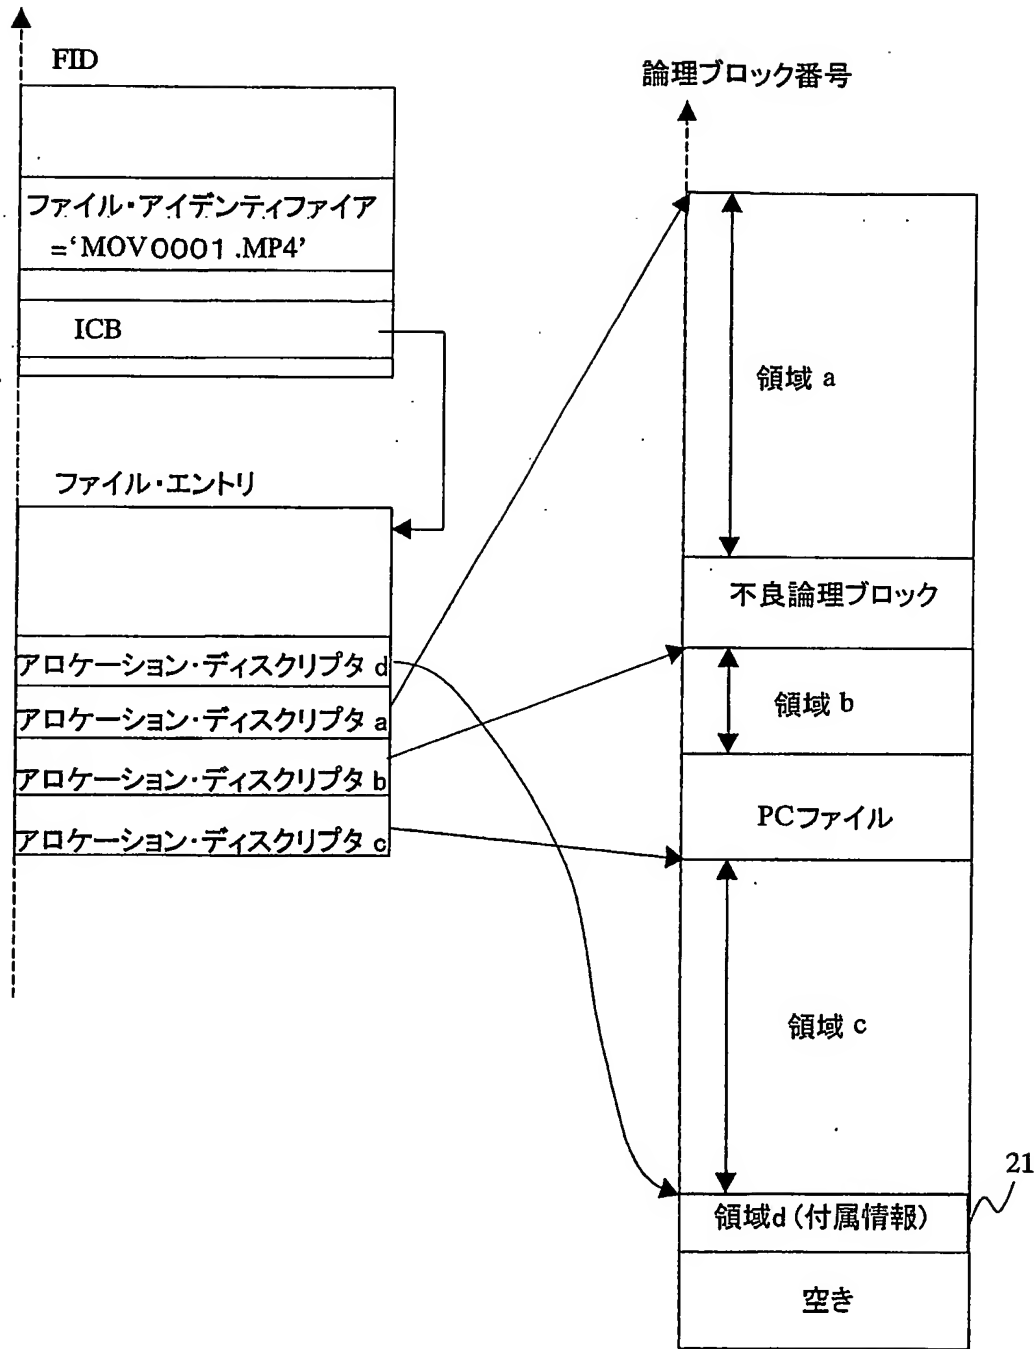 FID
ファイル・アイデンティファイア
=‘MOV0001.MP4’
ICB
ファイル・エントリ
アロケーション・ディスクリプタ d
アロケーション・ディスクリプタ a
アロケーション・ディスクリプタ b
アロケーション・ディスクリプタ c
論理ブロック番号
領域 a
不良論理ブロック
領域 b
PCファイル
領域 c
領域d(付属情報)
21
空き